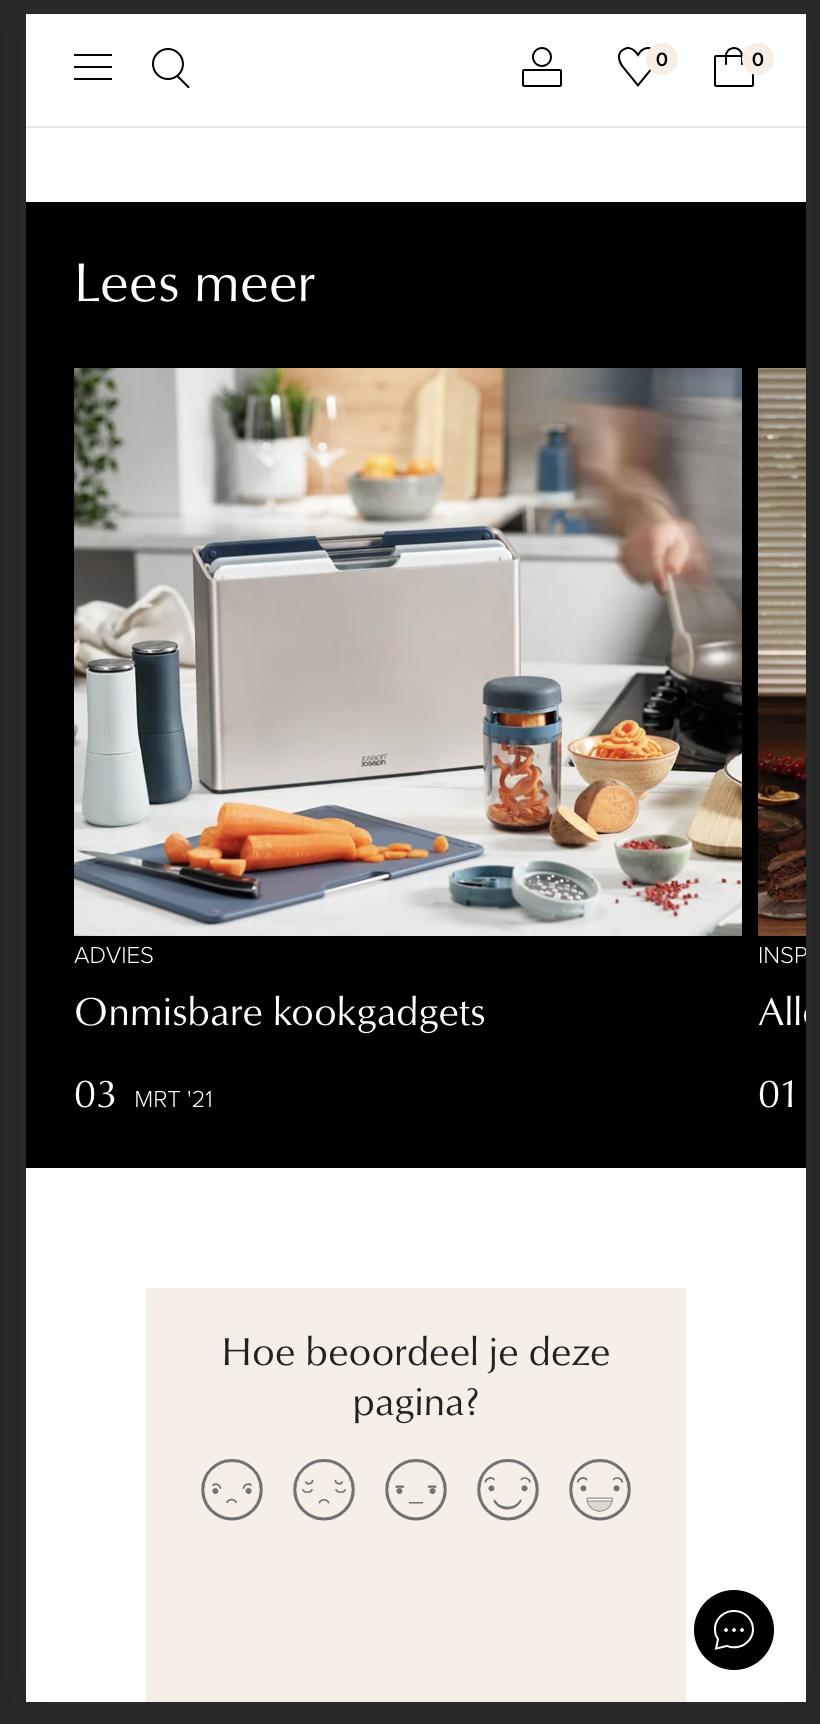 0
0
Lees meer
Joseph
Joseph
ADVIES
INSP
Onmisbare kookgadgets
All
03 MRT '21
01
Hoe beoordeel je deze
pagina?